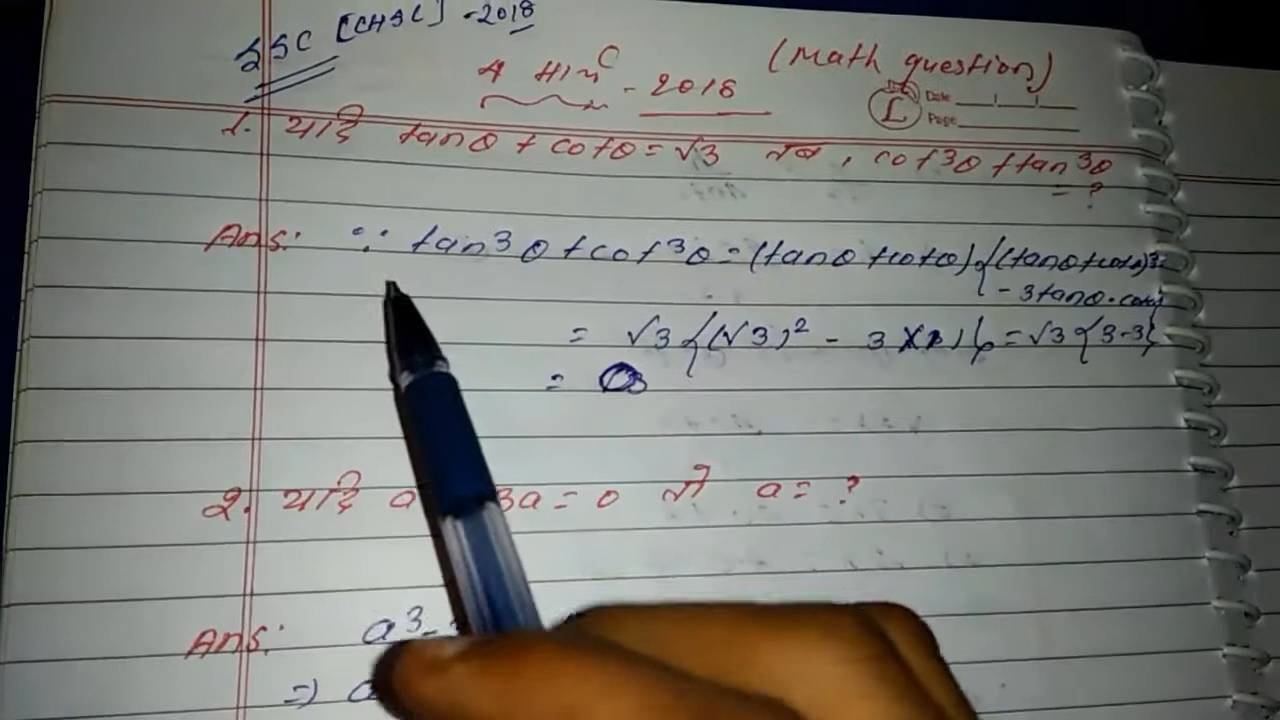 SSC [CHSL] -2018
(Math question)
- 2018
Date
Page
1. यदि tanθ + cotθ = √3 तब, cot³θ + tan³θ
= ?
Ans: ∵ tan³θ + cot³θ = (tanθ + cotθ) {(tanθ + cotθ)²
- 3tanθ.cotθ}
= √3 {(√3)² - 3×1)} = √3 {3-3}
= 0
2. यदि a 3a = 0 तो a = ?
Ans: a³ -
⇒ a